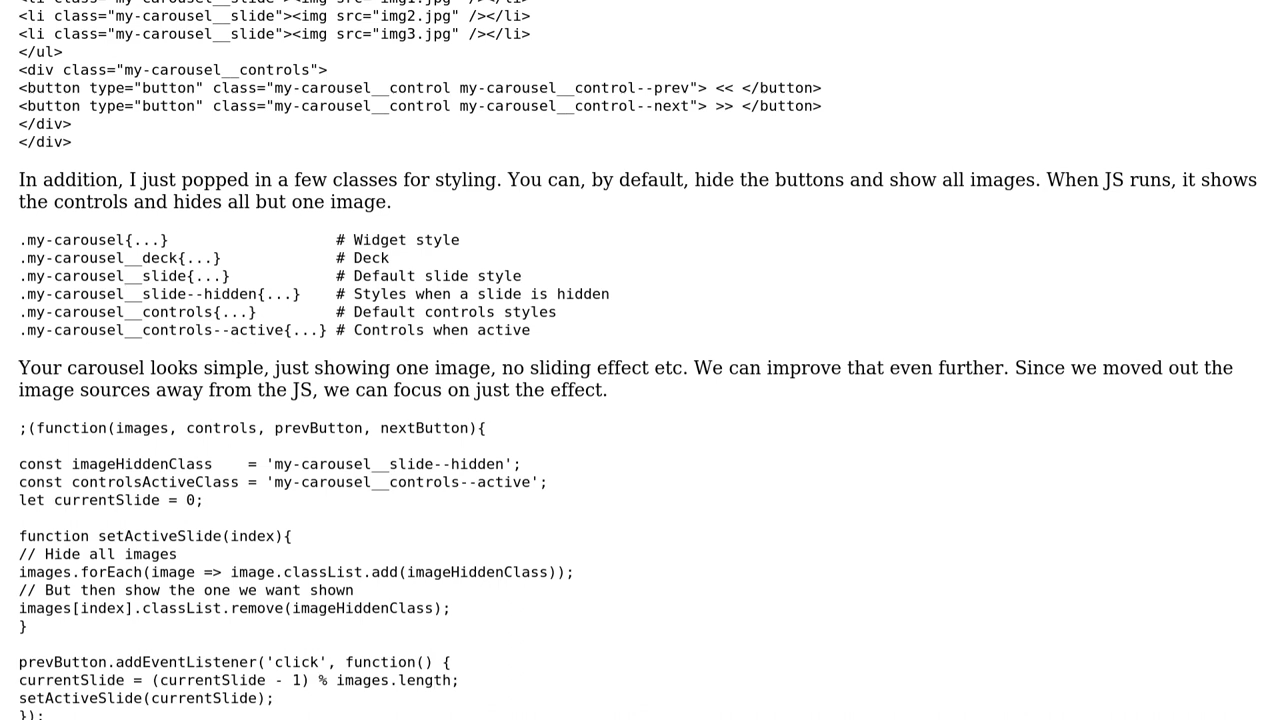 <li class="my-carousel__slide"><img src="img1.jpg" /></li>
<li class="my-carousel__slide"><img src="img2.jpg" /></li>
<li class="my-carousel__slide"><img src="img3.jpg" /></li>
</ul>
<div class="my-carousel__controls">
<button type="button" class="my-carousel__control my-carousel__control--prev"> << </button>
<button type="button" class="my-carousel__control my-carousel__control--next"> >> </button>
</div>
</div>
In addition, I just popped in a few classes for styling. You can, by default, hide the buttons and show all images. When JS runs, it shows
the controls and hides all but one image.
.my-carousel{...}                   # Widget style
.my-carousel__deck{...}             # Deck
.my-carousel__slide{...}            # Default slide style
.my-carousel__slide--hidden{...}    # Styles when a slide is hidden
.my-carousel__controls{...}         # Default controls styles
.my-carousel__controls--active{...} # Controls when active
Your carousel looks simple, just showing one image, no sliding effect etc. We can improve that even further. Since we moved out the
image sources away from the JS, we can focus on just the effect.
;(function(images, controls, prevButton, nextButton){
const imageHiddenClass    = 'my-carousel__slide--hidden';
const controlsActiveClass = 'my-carousel__controls--active';
let currentSlide = 0;
function setActiveSlide(index){
// Hide all images
images.forEach(image => image.classList.add(imageHiddenClass));
// But then show the one we want shown
images[index].classList.remove(imageHiddenClass);
}
prevButton.addEventListener('click', function() {
currentSlide = (currentSlide - 1) % images.length;
setActiveSlide(currentSlide);
});